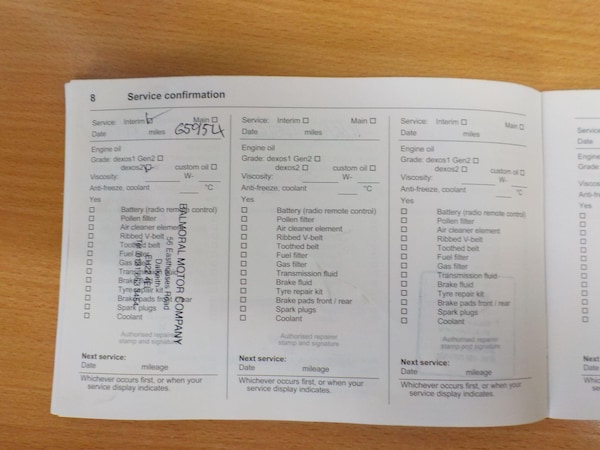 8 Service confirmation
Service: Interim Main
Date miles 65954
Engine oil
Grade: dexos1 Gen2
dexos2 custom oil
Viscosity: W-
Anti-freeze, coolant °C
Yes
Battery (radio remote control)
Pollen filter
Air cleaner element
Ribbed V-belt
Toothed belt
Fuel filter
Gas filter
Transmission fluid
Brake fluid
Tyre repair kit
Brake pads front / rear
Spark plugs
Coolant
BALMORAL MOTOR COMPANY
56 Easthouses Road
Dalkeith
Authorised repairer
stamp and signature
Next service:
Date mileage
Whichever occurs first, or when your
service display indicates.
Service: Interim Main
Date miles
Engine oil
Grade: dexos1 Gen2
dexos2 custom oil
Viscosity: W-
Anti-freeze, coolant °C
Yes
Battery (radio remote control)
Pollen filter
Air cleaner element
Ribbed V-belt
Toothed belt
Fuel filter
Gas filter
Transmission fluid
Brake fluid
Tyre repair kit
Brake pads front / rear
Spark plugs
Coolant
Authorised repairer
stamp and signature
Next service:
Date mileage
Whichever occurs first, or when your
service display indicates.
Service: Interim Main
Date miles
Engine oil
Grade: dexos1 Gen2
dexos2 custom oil
Viscosity: W-
Anti-freeze, coolant °C
Yes
Battery (radio remote control)
Pollen filter
Air cleaner element
Ribbed V-belt
Toothed belt
Fuel filter
Gas filter
Transmission fluid
Brake fluid
Tyre repair kit
Brake pads front / rear
Spark plugs
Coolant
Authorised repairer
stamp and signature
Next service:
Date mileage
Whichever occurs first, or when your
service display indicates.